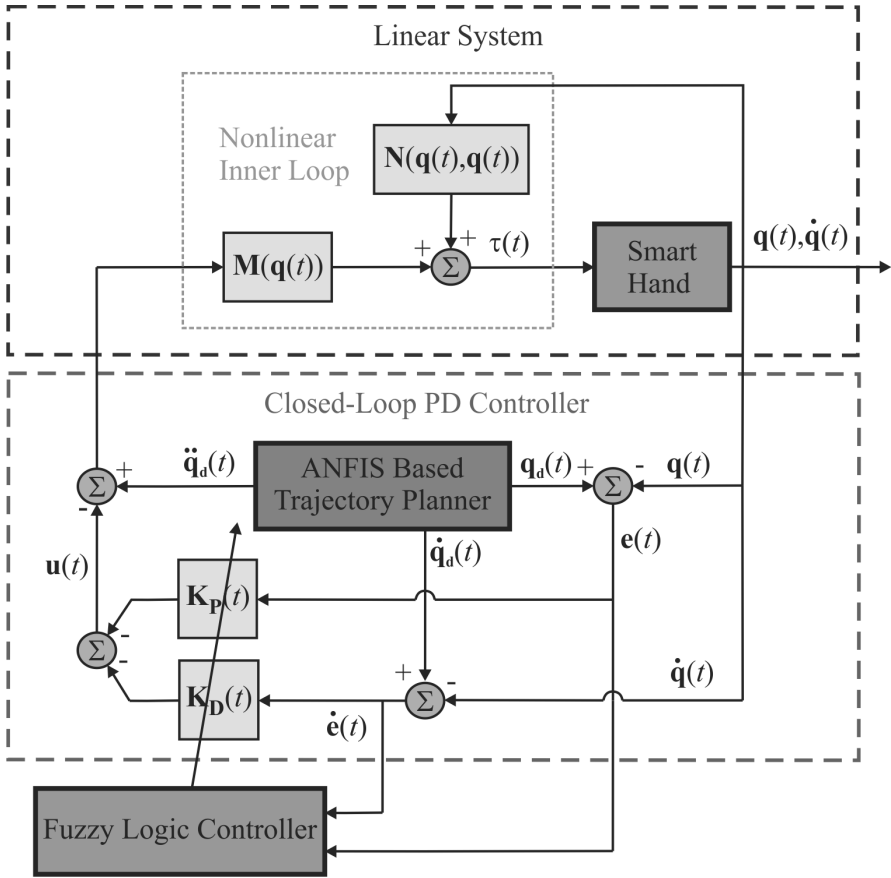 Linear System
Nonlinear
Inner Loop
N(q(t),q(t))
M(q(t))
+
+
Σ
τ(t)
Smart
Hand
q(t),q̇(t)
Closed-Loop PD Controller
Σ
+
-
q̈d(t)
ANFIS Based
Trajectory Planner
qd(t)
+
Σ
-
q(t)
q̇d(t)
e(t)
u(t)
KP(t)
Σ
-
-
KD(t)
+
Σ
-
q̇(t)
ė(t)
Fuzzy Logic Controller